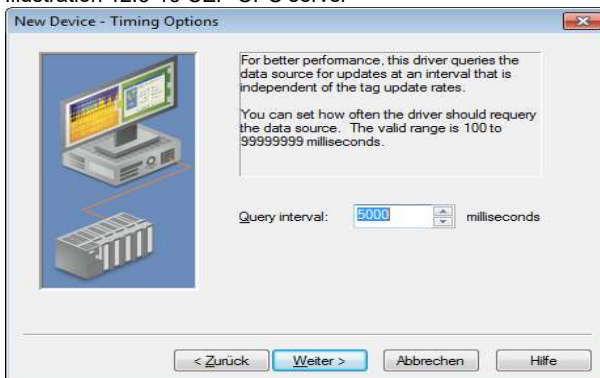 New Device - Timing Options
For better performance, this driver queries the
data source for updates at an interval that is
independent of the tag update rates.
You can set how often the driver should requery
the data source. The valid range is 100 to
99999999 milliseconds.
Query interval: 5000 milliseconds
< Zurück Weiter > Abbrechen Hilfe